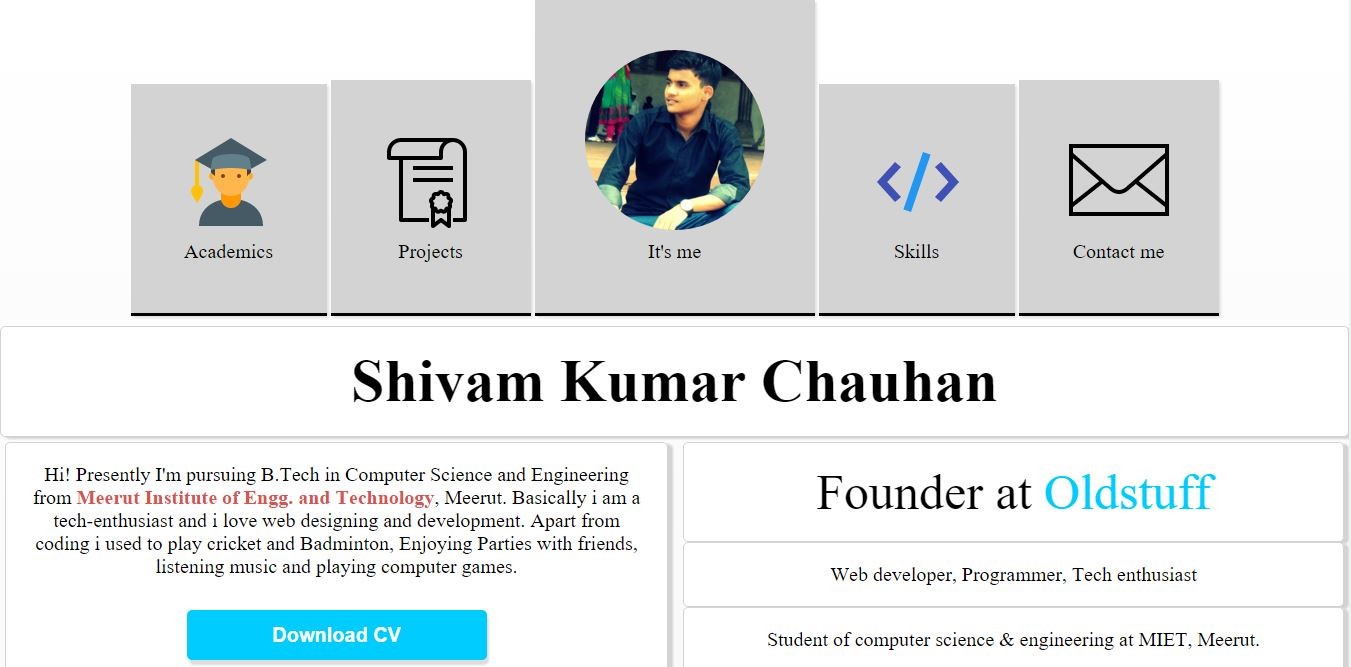 Academics
Projects
It's me
Skills
Contact me
Shivam Kumar Chauhan
Hi! Presently I'm pursuing B.Tech in Computer Science and Engineering
from Meerut Institute of Engg. and Technology, Meerut. Basically i am a
tech-enthusiast and i love web designing and development. Apart from
coding i used to play cricket and Badminton, Enjoying Parties with friends,
listening music and playing computer games.
Download CV
Founder at Oldstuff
Web developer, Programmer, Tech enthusiast
Student of computer science & engineering at MIET, Meerut.